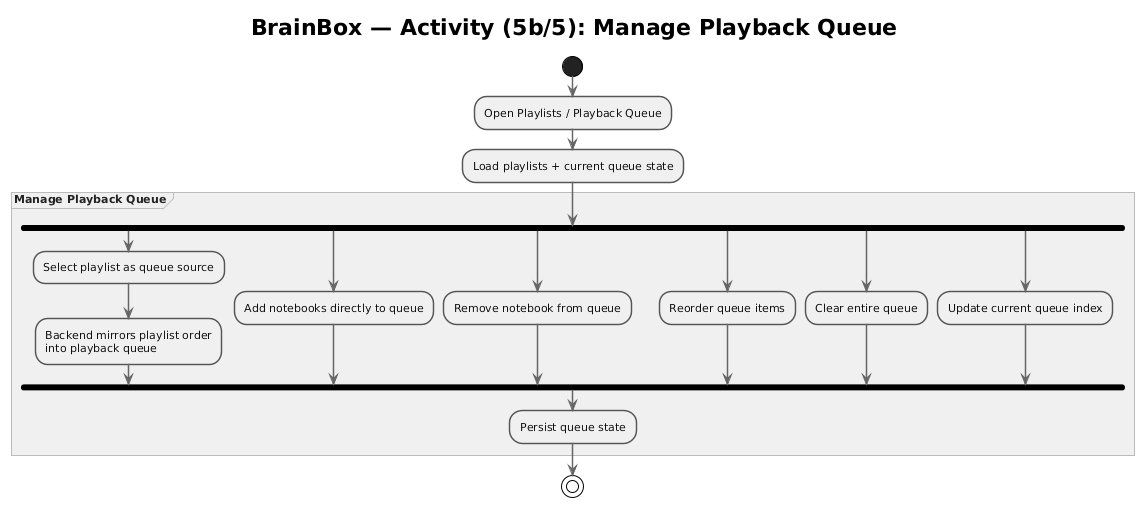 BrainBox — Activity (5b/5): Manage Playback Queue
Open Playlists / Playback Queue
Load playlists + current queue state
Manage Playback Queue
Select playlist as queue source
Backend mirrors playlist order
into playback queue
Add notebooks directly to queue
Remove notebook from queue
Reorder queue items
Clear entire queue
Update current queue index
Persist queue state